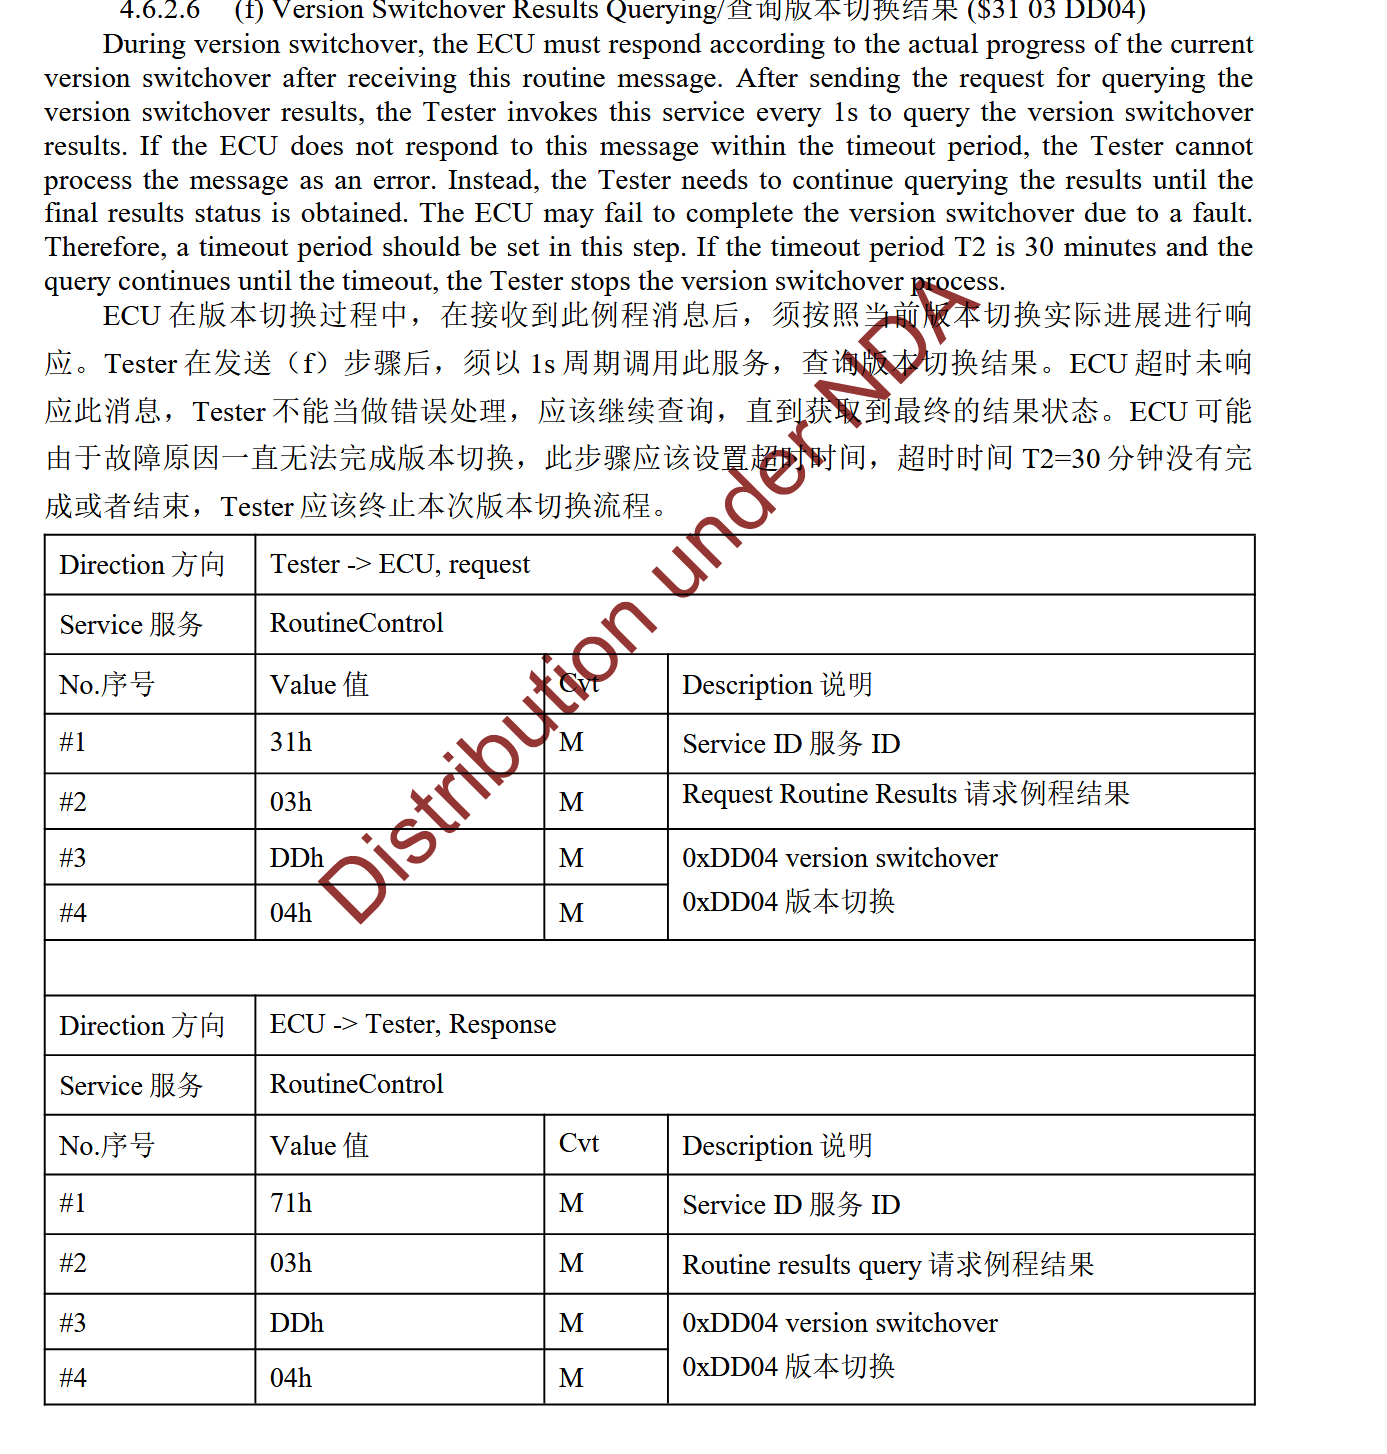 4.6.2.6 (f) Version Switchover Results Querying/查询版本切换结果 ($31 03 DD04)
During version switchover, the ECU must respond according to the actual progress of the current
version switchover after receiving this routine message. After sending the request for querying the
version switchover results, the Tester invokes this service every 1s to query the version switchover
results. If the ECU does not respond to this message within the timeout period, the Tester cannot
process the message as an error. Instead, the Tester needs to continue querying the results until the
final results status is obtained. The ECU may fail to complete the version switchover due to a fault.
Therefore, a timeout period should be set in this step. If the timeout period T2 is 30 minutes and the
query continues until the timeout, the Tester stops the version switchover process.
ECU 在版本切换过程中，在接收到此例程消息后，须按照当前版本切换实际进展进行响
应。Tester 在发送（f）步骤后，须以 1s 周期调用此服务，查询版本切换结果。ECU 超时未响
应此消息，Tester 不能当做错误处理，应该继续查询，直到获取到最终的结果状态。ECU 可能
由于故障原因一直无法完成版本切换，此步骤应该设置超时时间，超时时间 T2=30 分钟没有完
成或者结束，Tester 应该终止本次版本切换流程。
Direction 方向 Tester -> ECU, request
Service 服务 RoutineControl
No.序号 Value 值 Cvt Description 说明
#1 31h M Service ID 服务 ID
#2 03h M Request Routine Results 请求例程结果
#3 DDh M 0xDD04 version switchover
#4 04h M 0xDD04 版本切换
Direction 方向 ECU -> Tester, Response
Service 服务 RoutineControl
No.序号 Value 值 Cvt Description 说明
#1 71h M Service ID 服务 ID
#2 03h M Routine results query 请求例程结果
#3 DDh M 0xDD04 version switchover
#4 04h M 0xDD04 版本切换
Distribution under NDA